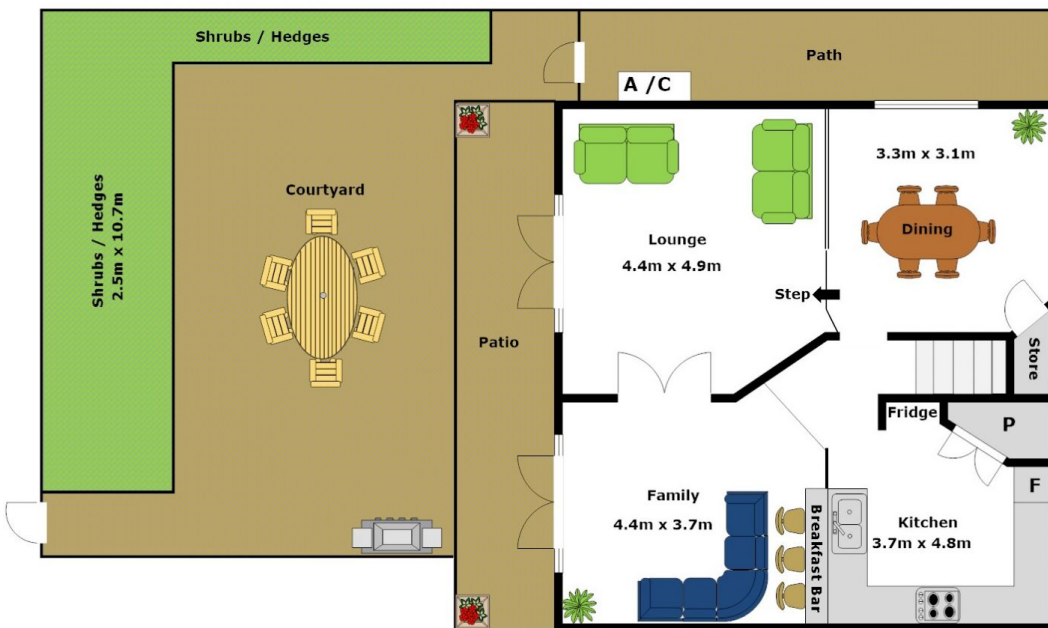 Shrubs / Hedges
Path
A /C
3.3m x 3.1m
Shrubs / Hedges
2.5m x 10.7m
Courtyard
Lounge
4.4m x 4.9m
Dining
Step
Patio
Store
Fridge
P
F
Family
4.4m x 3.7m
Breakfast Bar
Kitchen
3.7m x 4.8m